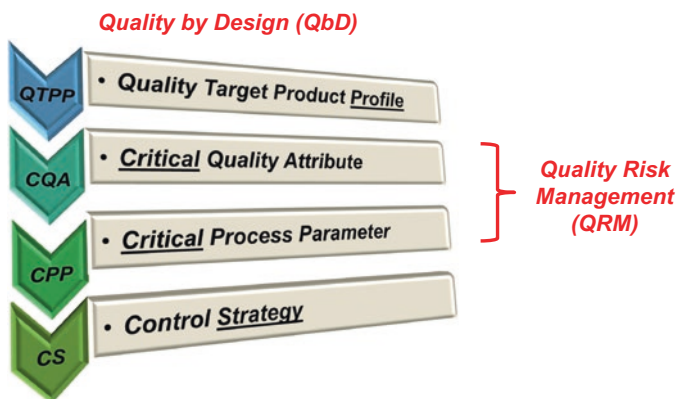 Quality by Design (QbD)
QTPP
• Quality Target Product Profile
CQA
• Critical Quality Attribute
CPP
• Critical Process Parameter
CS
• Control Strategy
Quality Risk
Management
(QRM)